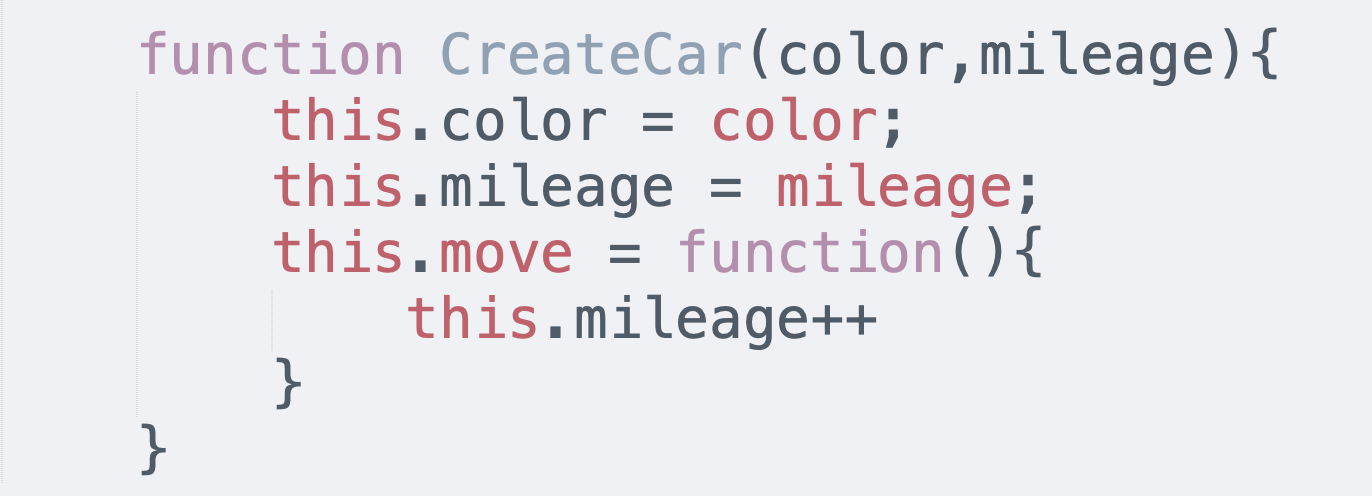 function CreateCar(color,mileage){
this.color = color;
this.mileage = mileage;
this.move = function(){
this.mileage++
}
}